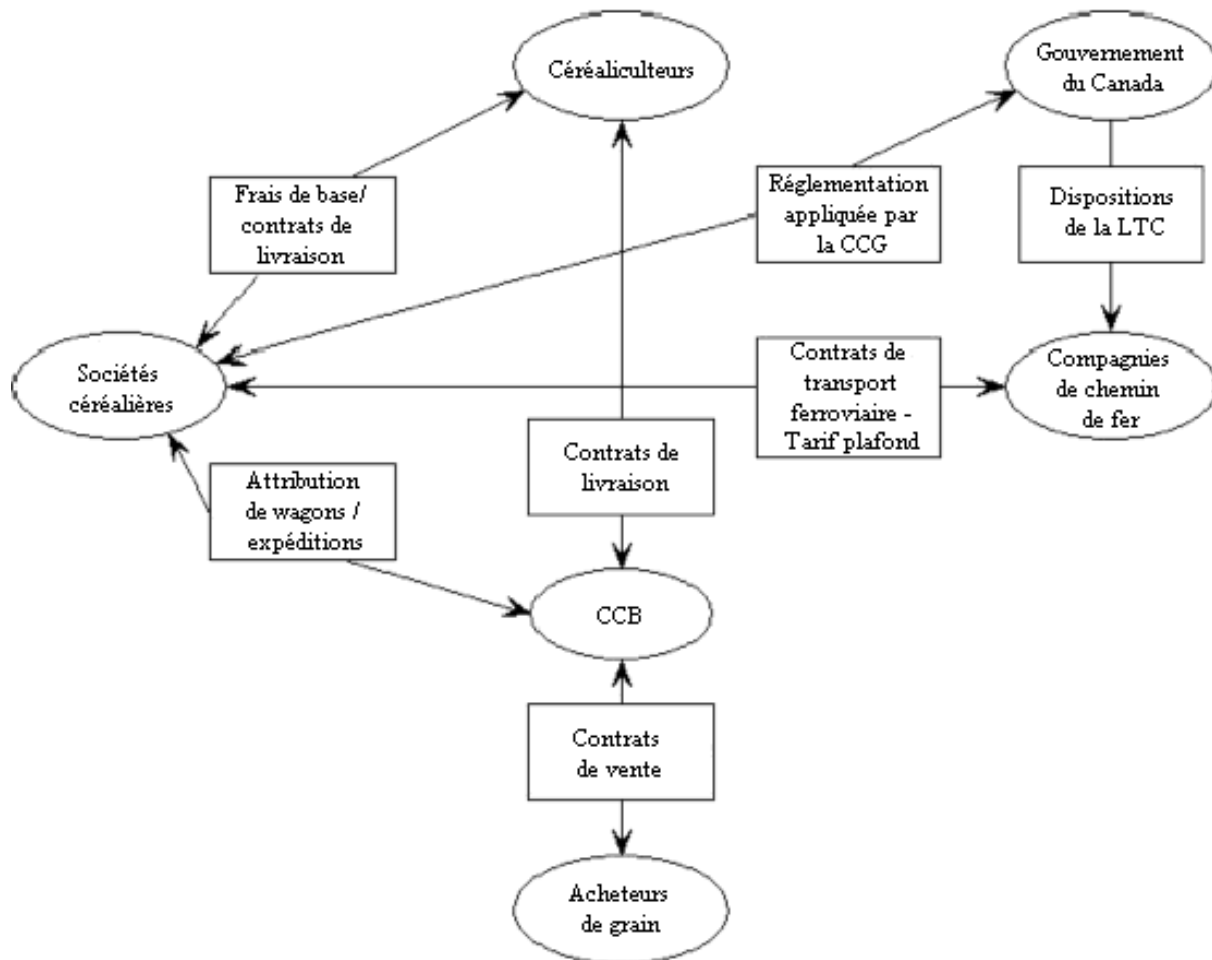 Céréaliculteurs
Gouvernement
du Canada
Frais de base/
contrats de
livraison
Réglementation
appliquée par
la CCG
Dispositions
de la LTC
Sociétés
céréalières
Contrats de
transport
ferroviaire -
Tarif plafond
Compagnies
de chemin
de fer
Attribution
de wagons /
expéditions
Contrats de
livraison
CCB
Contrats
de vente
Acheteurs
de grain